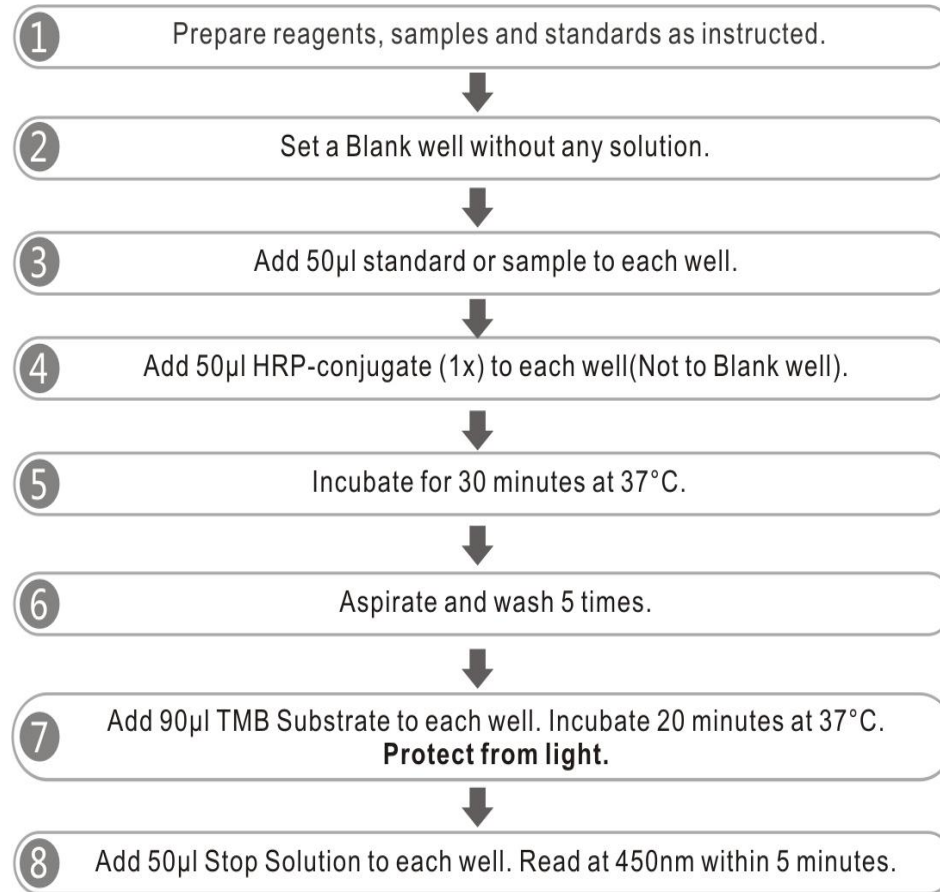 1 Prepare reagents, samples and standards as instructed.
2 Set a Blank well without any solution.
3 Add 50µl standard or sample to each well.
4 Add 50µl HRP-conjugate (1x) to each well(Not to Blank well).
5 Incubate for 30 minutes at 37°C.
6 Aspirate and wash 5 times.
7 Add 90µl TMB Substrate to each well. Incubate 20 minutes at 37°C.
Protect from light.
8 Add 50µl Stop Solution to each well. Read at 450nm within 5 minutes.